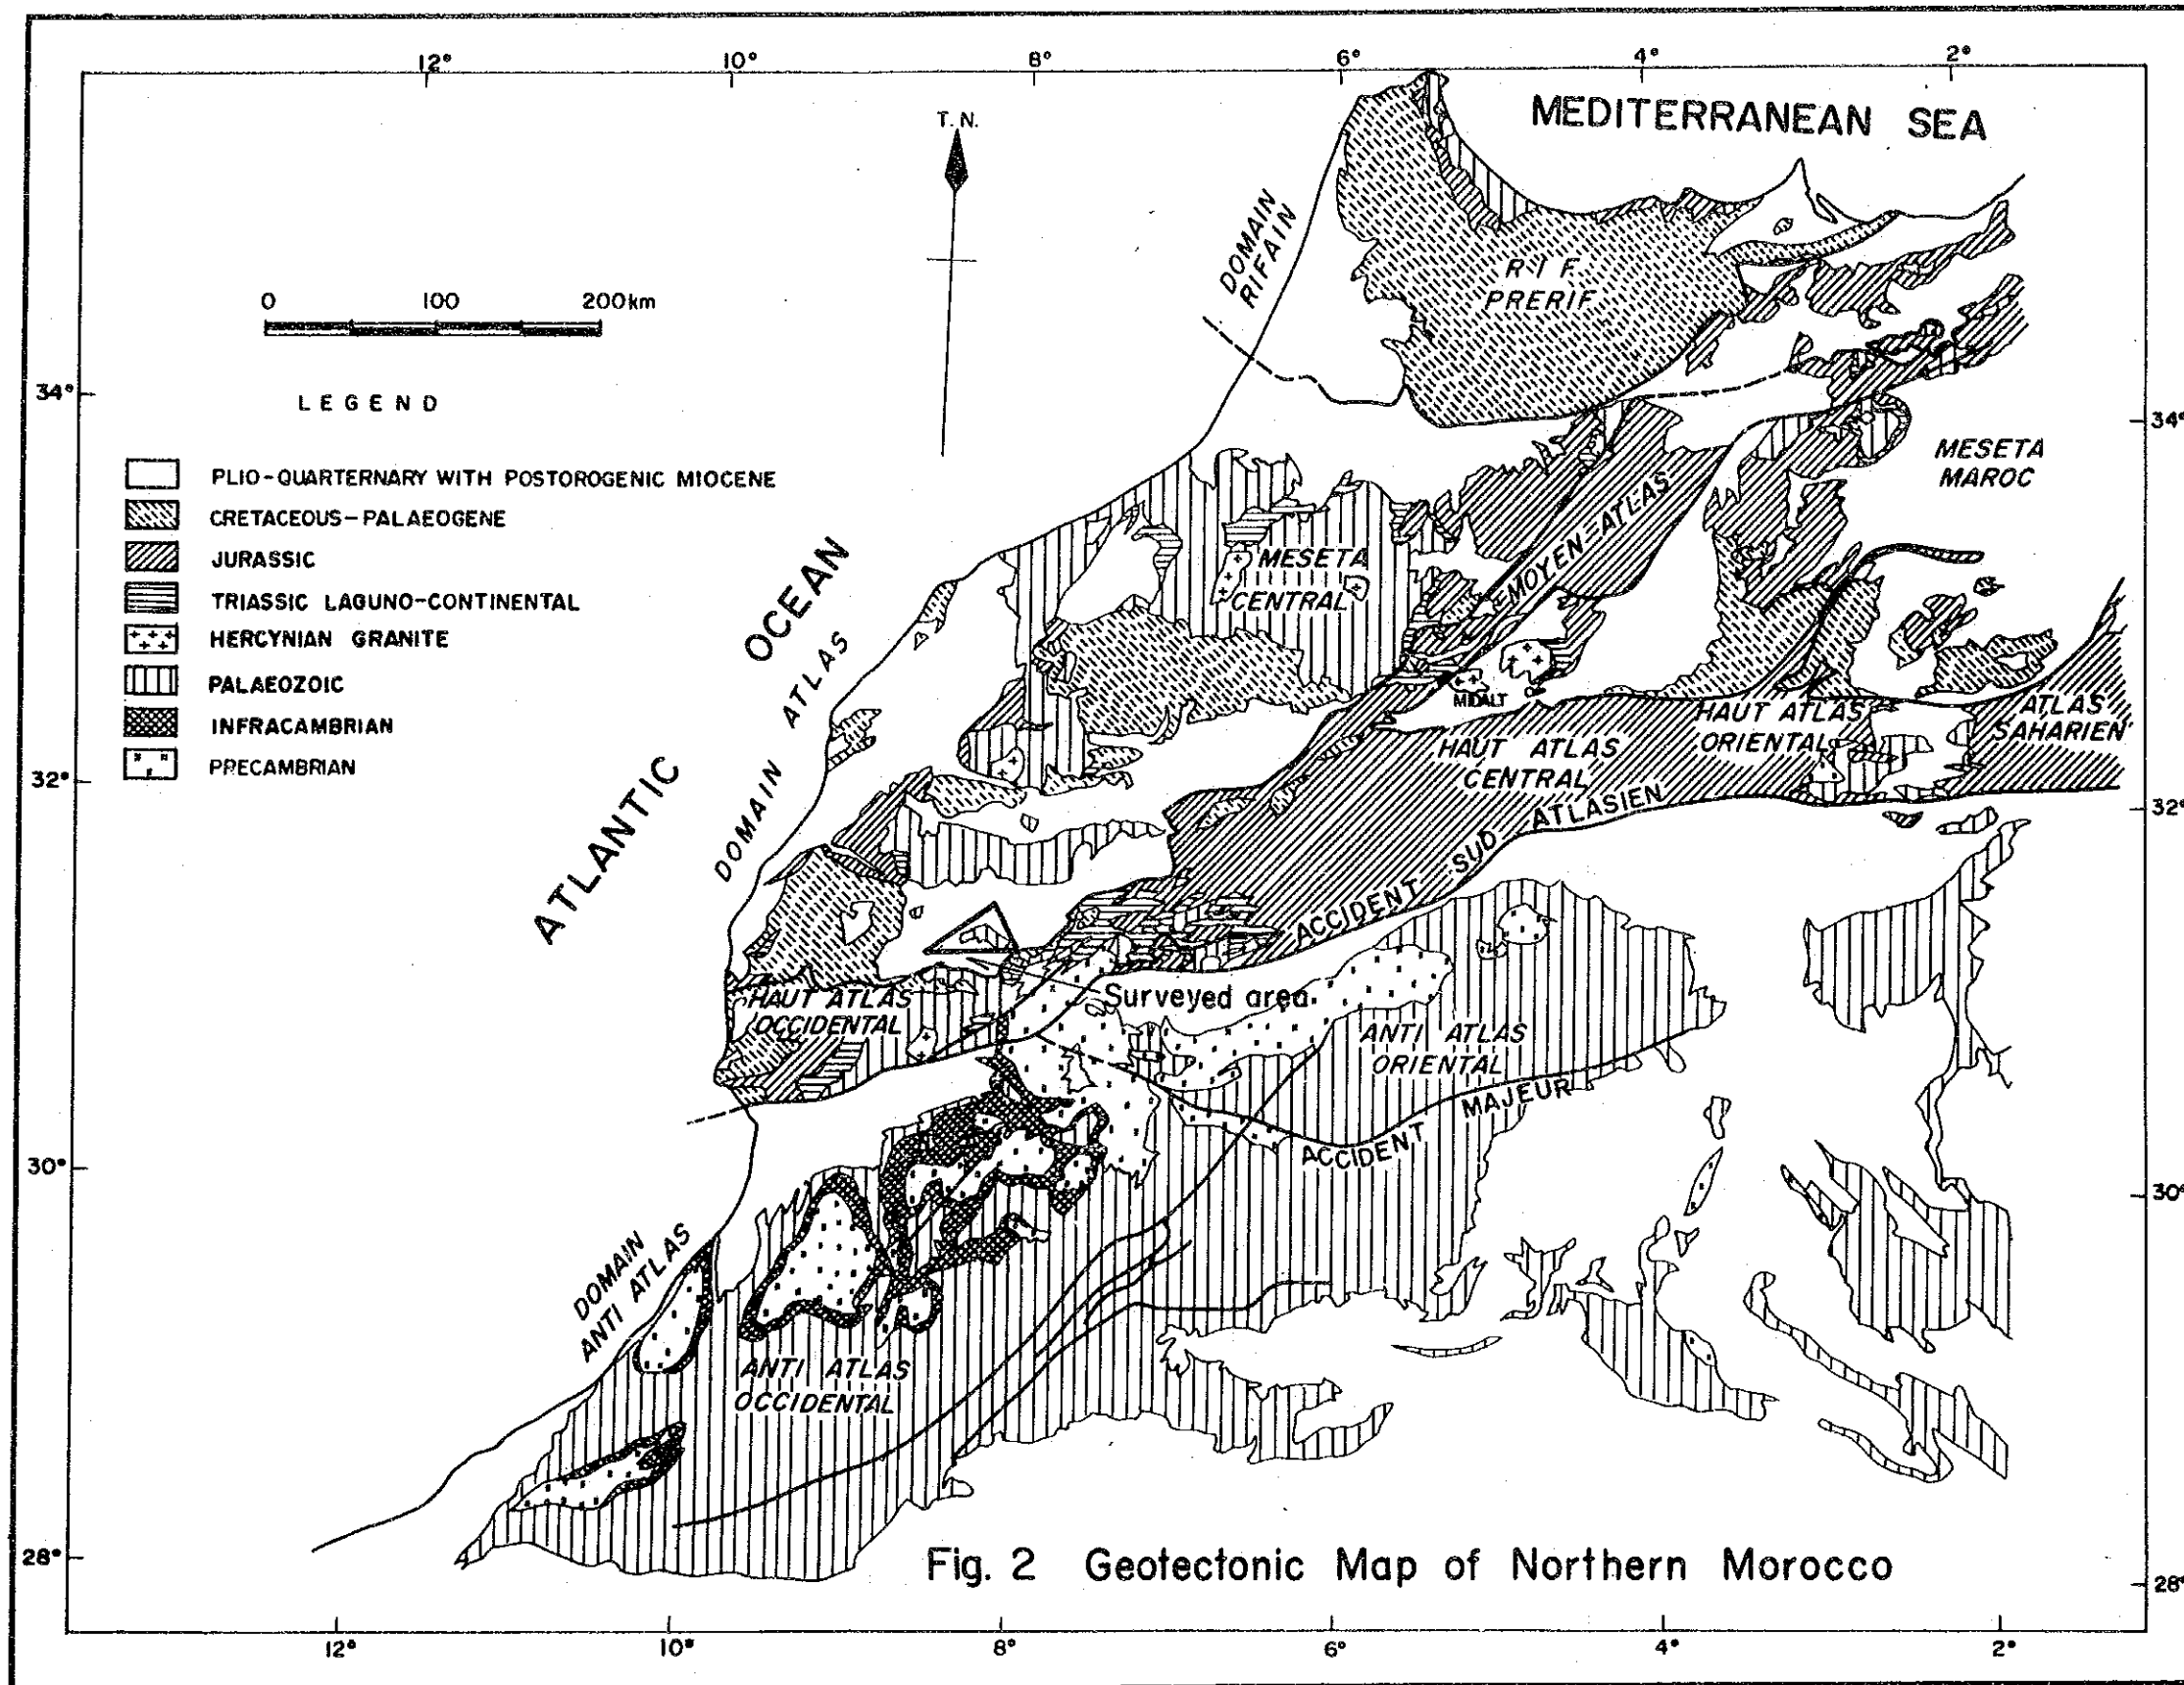 12°
10°
8°
6°
4°
2°
MEDITERRANEAN SEA
T. N.
DOMAIN
RIFAIN
R I F
PRERIF
0 100 200km
34°
LEGEND
34°
PLIO-QUARTERNARY WITH POSTOROGENIC MIOCENE
CRETACEOUS-PALAEOGENE
JURASSIC
TRIASSIC LAGUNO-CONTINENTAL
HERCYNIAN GRANITE
PALAEOZOIC
INFRACAMBRIAN
PRECAMBRIAN
MESETA
MAROC
MOYEN-ATLAS
MESETA
CENTRAL
ATLANTIC OCEAN
DOMAIN ATLAS
MIDALT
HAUT ATLAS
ORIENTAL
ATLAS
SAHARIEN
HAUT ATLAS
CENTRAL
32°
32°
ACCIDENT SUD ATLASIEN
HAUT ATLAS
OCCIDENTAL
Surveyed area
ANTI ATLAS
ORIENTAL
ACCIDENT MAJEUR
30°
30°
DOMAIN
ANTI ATLAS
ANTI ATLAS
OCCIDENTAL
28°
28°
Fig. 2 Geotectonic Map of Northern Morocco
12°
10°
8°
6°
4°
2°